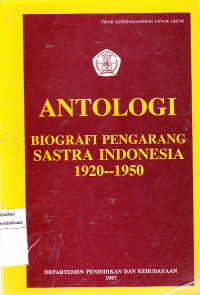 TIDAK DIPERDAGANGKAN UNTUK UMUM
ANTOLOGI
BIOGRAFI PENGARANG
SASTRA INDONESIA
1920--1950
DEPARTEMEN PENDIDIKAN DAN KEBUDAYAAN
1997